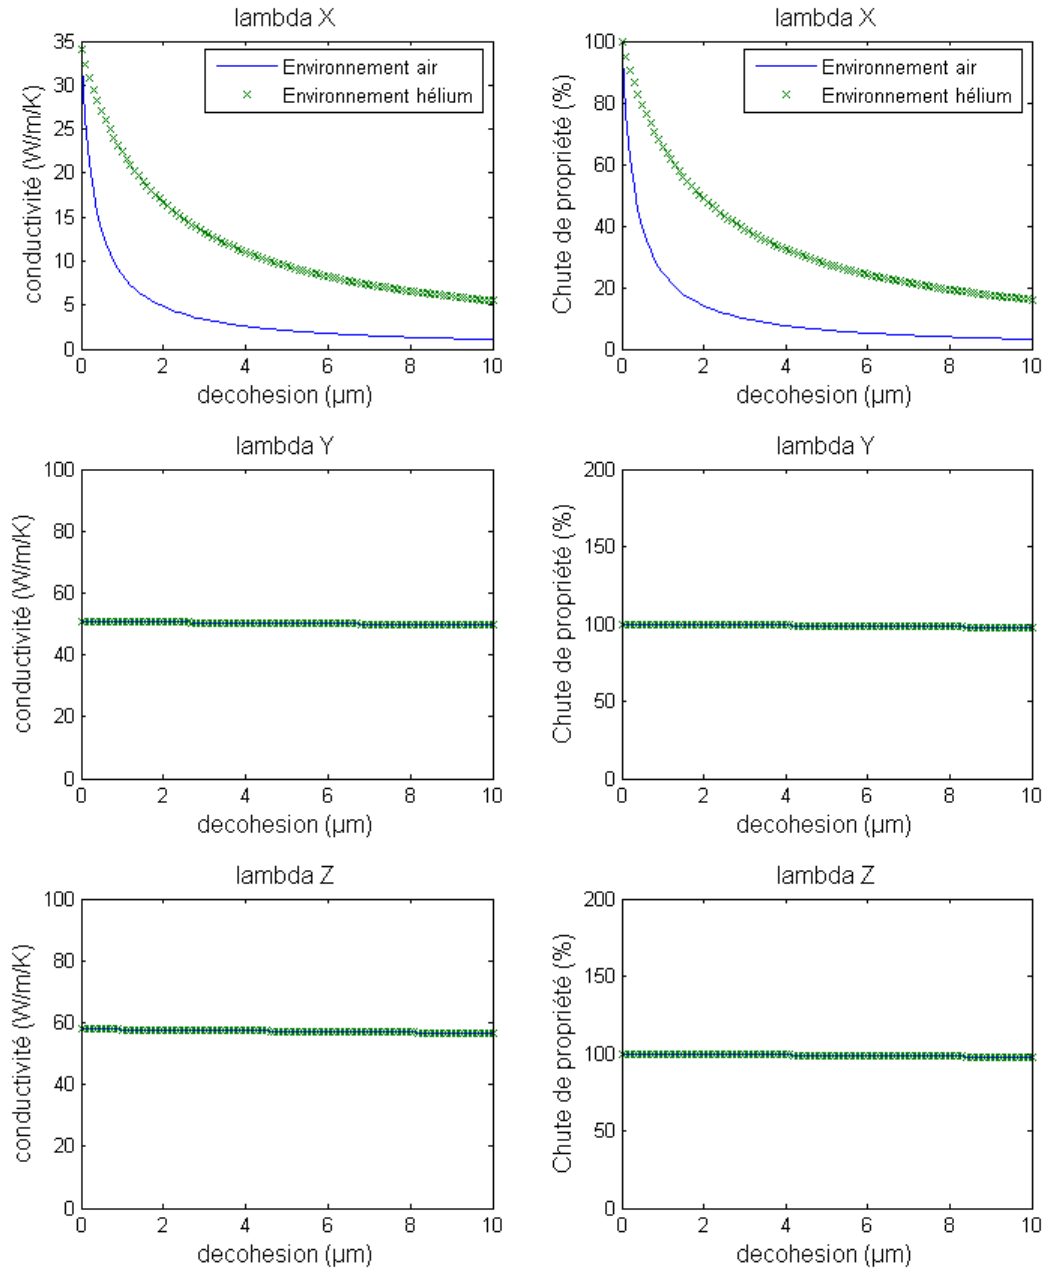 lambda X
conductivité (W/m/K)
35
30
25
20
15
10
5
0
Environnement air
Environnement hélium
0 2 4 6 8 10
decohesion (µm)
lambda X
Chute de propriété (%)
100
80
60
40
20
0
Environnement air
Environnement hélium
0 2 4 6 8 10
decohesion (µm)
lambda Y
conductivité (W/m/K)
100
80
60
40
20
0
0 2 4 6 8 10
decohesion (µm)
lambda Y
Chute de propriété (%)
200
150
100
50
0
0 2 4 6 8 10
decohesion (µm)
lambda Z
conductivité (W/m/K)
100
80
60
40
20
0
0 2 4 6 8 10
decohesion (µm)
lambda Z
Chute de propriété (%)
200
150
100
50
0
0 2 4 6 8 10
decohesion (µm)